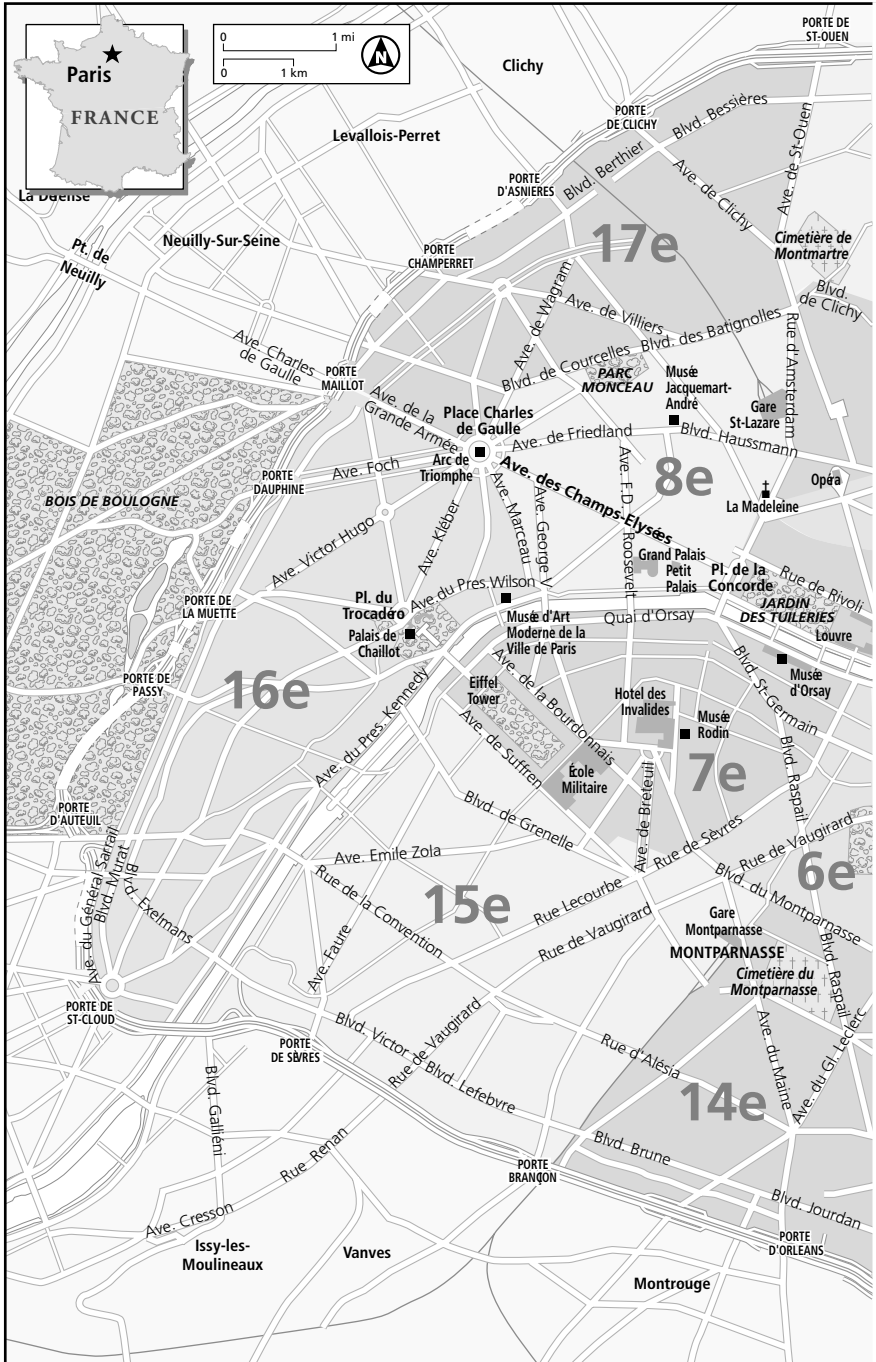 Paris
FRANCE
0 1 mi
0 1 km
N
PORTE DE
ST-OUEN
Clichy
PORTE
DE CLICHY
Blvd. Bessières
Levallois-Perret
Ave. de St-Ouen
PORTE
D'ASNIERES
Blvd. Berthier
Ave. de Clichy
La Défense
Pt. de
Neuilly
Neuilly-Sur-Seine
PORTE
CHAMPERRET
17e
Cimetière de
Montmartre
Blvd.
de Clichy
Ave. de Wagram
Ave. de Villiers
Blvd. des Batignolles
Rue d'Amsterdam
Ave. Charles
de Gaulle
PORTE
MAILLOT
Blvd. de Courcelles
PARC
MONCEAU
Musée
Jacquemart-
André
Gare
St-Lazare
Ave. de la
Grande Armée
Place Charles
de Gaulle
Ave. de Friedland
Blvd. Haussmann
Arc de
Triomphe
Ave. Foch
PORTE
DAUPHINE
Ave. des Champs-Elysées
8e
Opéra
La Madeleine
BOIS DE BOULOGNE
Ave. Victor Hugo
Ave. Kléber
Ave. Marceau
Ave. George V
Ave. F.D. Roosevelt
Grand Palais
Petit
Palais
Pl. de la
Concorde
Rue de Rivoli
PORTE DE
LA MUETTE
Pl. du
Trocadéro
Ave du Pres.Wilson
Palais de
Chaillot
Musée d'Art
Moderne de la
Ville de Paris
Quai d'Orsay
JARDIN
DES TUILERIES
Louvre
PORTE DE
PASSY
16e
Eiffel
Tower
Ave. de la Bourdonnais
Hotel des
Invalides
Musée
Rodin
Musée
d'Orsay
Blvd. St-Germain
Ave. du Pres. Kennedy
Ave. de Suffren
École
Militaire
7e
Blvd. Raspail
PORTE
D'AUTEUIL
Blvd. de Grenelle
Ave. de Breteuil
Rue de Sèvres
Rue de Vaugirard
6e
Ave. du Général Sarrail
Blvd. Murat
Blvd. Exelmans
Ave. Emile Zola
Rue de la Convention
15e
Rue Lecourbe
Rue de Vaugirard
Blvd. du Montparnasse
Gare
Montparnasse
MONTPARNASSE
Cimetière du
Montparnasse
Blvd. Raspail
Ave. Faure
PORTE DE
ST-CLOUD
PORTE
DE SÈVRES
Blvd. Victor
Rue de Vaugirard
Blvd. Lefebvre
Rue d'Alésia
Ave. du Maine
Ave. du Gl. Leclerc
14e
Blvd. Galliéni
Rue Renan
Blvd. Brune
PORTE
BRANÇION
Blvd. Jourdan
Ave. Cresson
Issy-les-
Moulineaux
Vanves
PORTE
D'ORLEANS
Montrouge